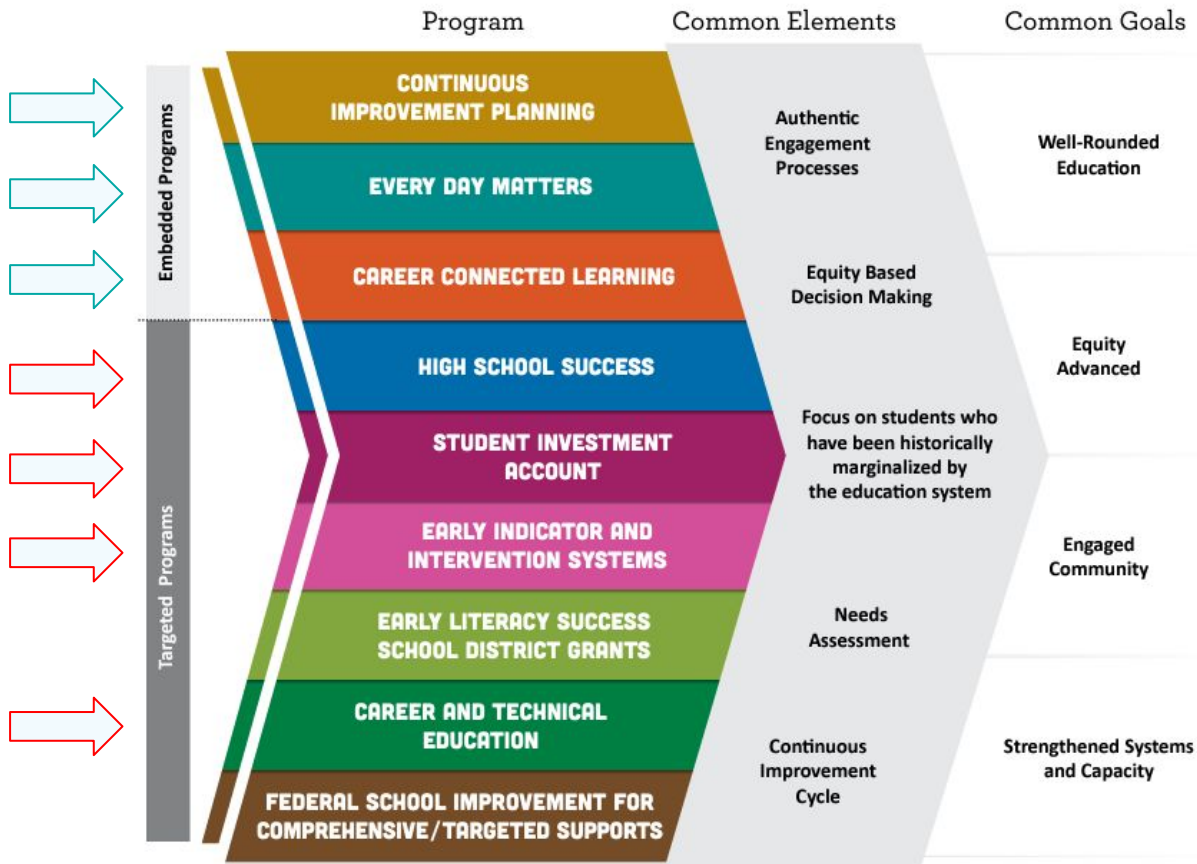 Program
Common Elements
Common Goals
Embedded Programs
Targeted Programs
CONTINUOUS
IMPROVEMENT PLANNING
EVERY DAY MATTERS
CAREER CONNECTED LEARNING
HIGH SCHOOL SUCCESS
STUDENT INVESTMENT
ACCOUNT
EARLY INDICATOR AND
INTERVENTION SYSTEMS
EARLY LITERACY SUCCESS
SCHOOL DISTRICT GRANTS
CAREER AND TECHNICAL
EDUCATION
FEDERAL SCHOOL IMPROVEMENT FOR
COMPREHENSIVE/TARGETED SUPPORTS
Authentic
Engagement
Processes
Equity Based
Decision Making
Focus on students who
have been historically
marginalized by
the education system
Needs
Assessment
Continuous
Improvement
Cycle
Well-Rounded
Education
Equity
Advanced
Engaged
Community
Strengthened Systems
and Capacity